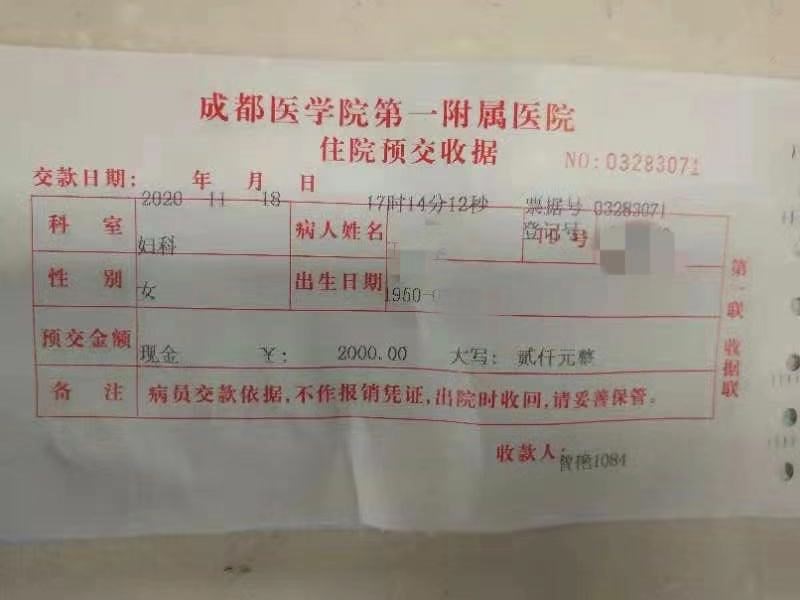 成都医学院第一附属医院
住院预交收据
NO:03283071
交款日期: 年 月 日
2020 11 18 17时14分12秒 票据号 03283071
科室 妇科 病人姓名 登记号
性别 女 出生日期 1950-0
预交金额 现金 ¥: 2000.00 大写: 贰仟元整
备注 病员交款依据,不作报销凭证,出院时收回,请妥善保管。
第一联 收据联
收款人: 1084